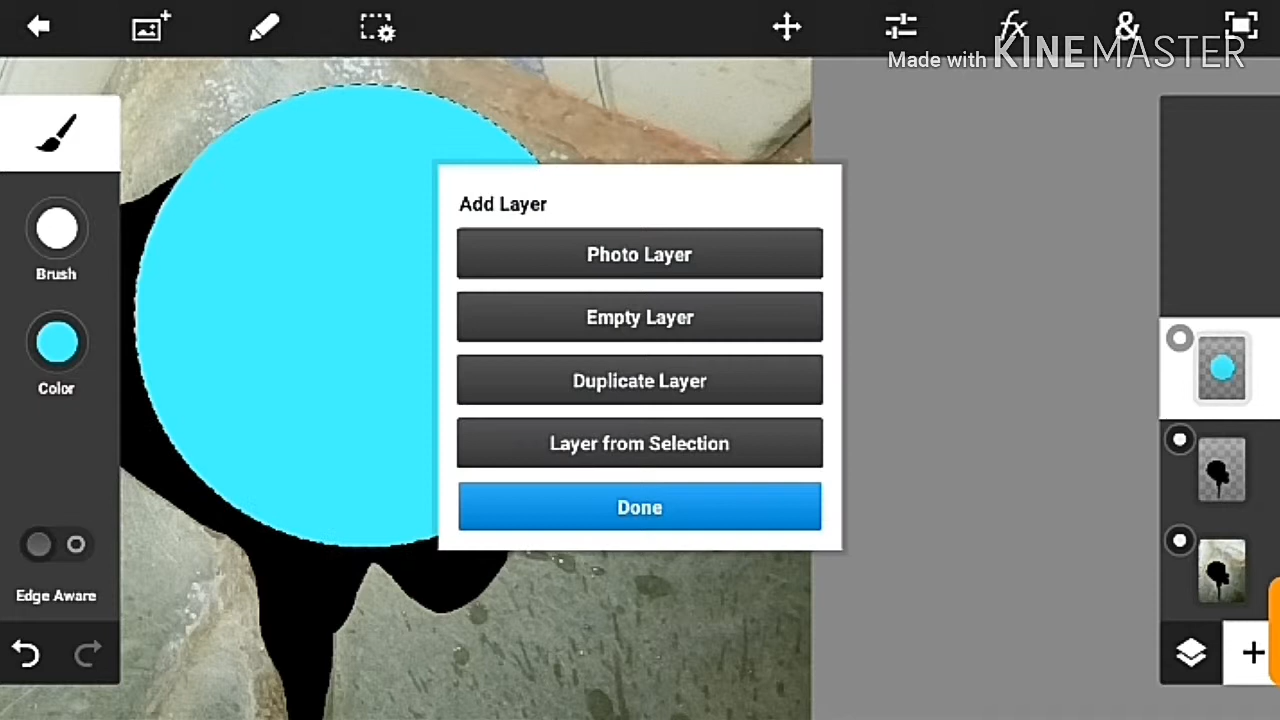 fx
&
Made with KINEMASTER
Add Layer
Photo Layer
Empty Layer
Duplicate Layer
Layer from Selection
Done
Brush
Color
Edge Aware